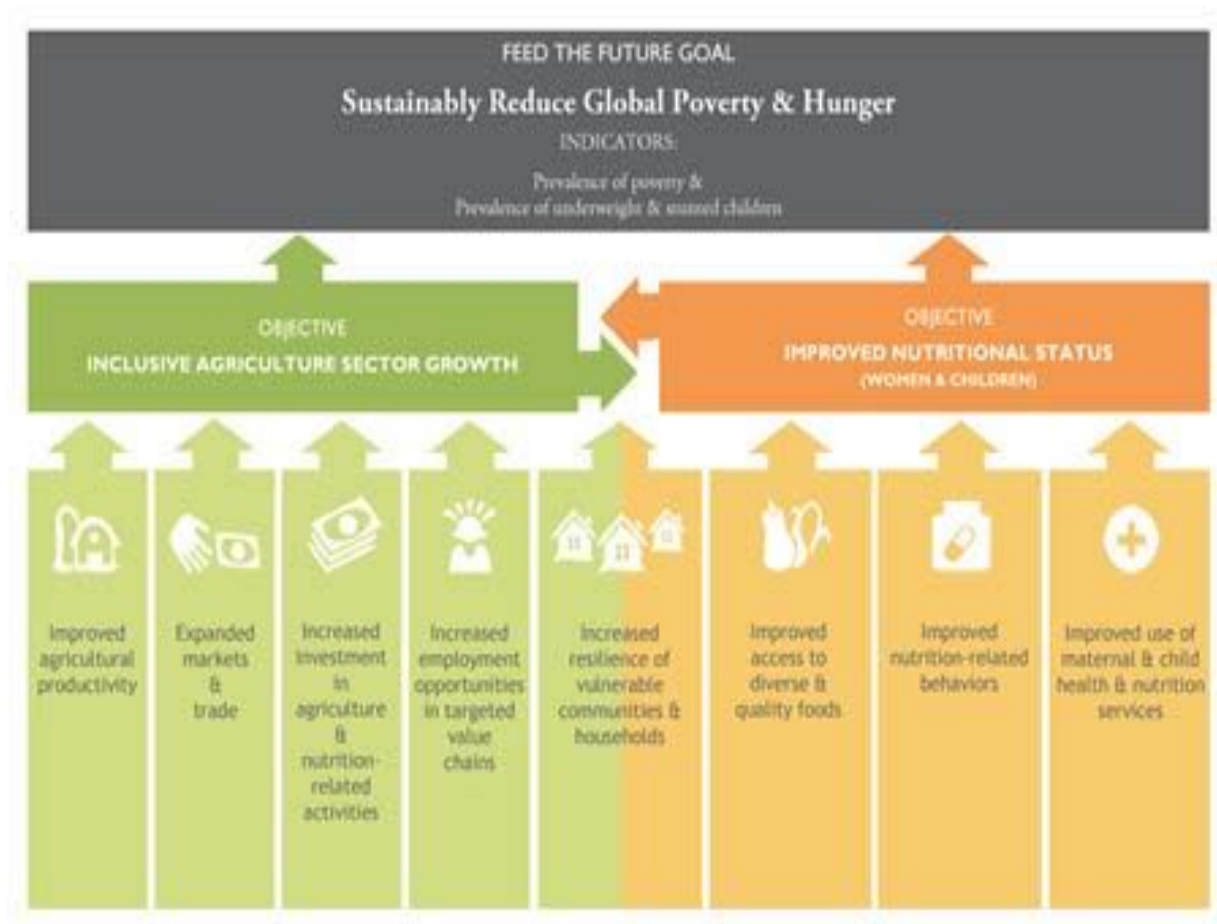 FEED THE FUTURE GOAL
Sustainably Reduce Global Poverty & Hunger
INDICATORS:
Prevalence of poverty &
Prevalence of underweight & stunted children
OBJECTIVE
INCLUSIVE AGRICULTURE SECTOR GROWTH
OBJECTIVE
IMPROVED NUTRITIONAL STATUS
(WOMEN & CHILDREN)
Improved
agricultural
productivity
Expanded
markets
&
trade
Increased
investment
in
agriculture
&
nutrition-
related
activities
Increased
employment
opportunities
in targeted
value
chains
Increased
resilience of
vulnerable
communities &
households
Improved
access to
diverse &
quality foods
Improved
nutrition-related
behaviors
Improved use of
maternal & child
health & nutrition
services